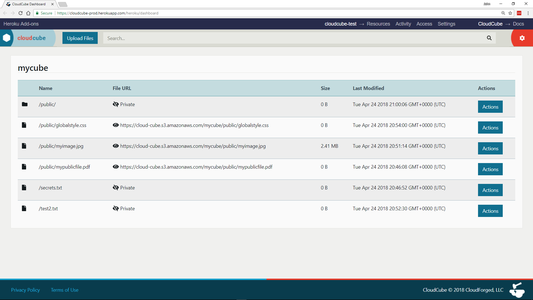 CloudCube Dashboard
Secure https://cloudcube-prod.herokuapp.com/heroku/dashboard
Heroku Add-ons cloudcube-test → Resources Activity Access Settings CloudCube → Docs
cloudcube Upload Files Search...
mycube
Name File URL Size Last Modified Actions
/public/ Private 0 B Tue Apr 24 2018 21:00:06 GMT+0000 (UTC) Actions
/public/globalstyle.css https://cloud-cube.s3.amazonaws.com/mycube/public/globalstyle.css 0 B Tue Apr 24 2018 20:54:00 GMT+0000 (UTC) Actions
/public/myimage.jpg https://cloud-cube.s3.amazonaws.com/mycube/public/myimage.jpg 2.41 MB Tue Apr 24 2018 20:51:14 GMT+0000 (UTC) Actions
/public/mypublicfile.pdf https://cloud-cube.s3.amazonaws.com/mycube/public/mypublicfile.pdf 0 B Tue Apr 24 2018 20:46:08 GMT+0000 (UTC) Actions
/secrets.txt Private 0 B Tue Apr 24 2018 20:46:52 GMT+0000 (UTC) Actions
/test2.txt Private 0 B Tue Apr 24 2018 20:52:30 GMT+0000 (UTC) Actions
Privacy Policy Terms of Use CloudCube © 2018 CloudForged, LLC